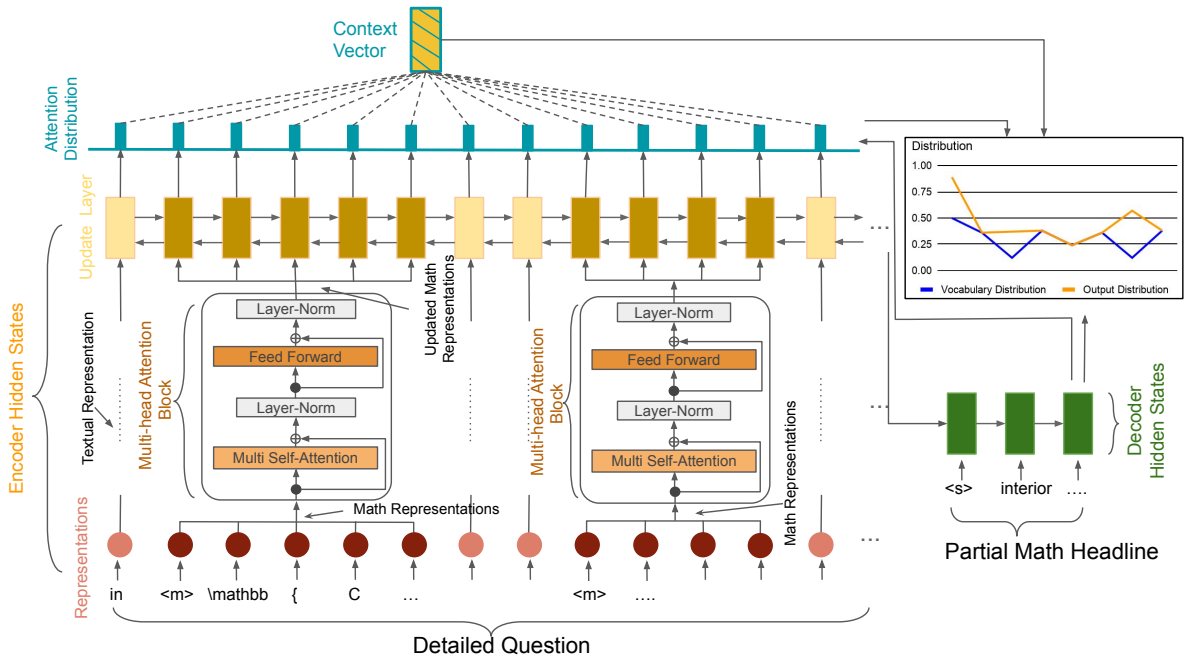 Context
Vector
Attention
Distribution
Distribution
1.00
0.75
0.50
0.25
0.00
Vocabulary Distribution
Output Distribution
Update Layer
...
Encoder Hidden States
Textual Representation
Multi-head Attention
Block
Layer-Norm
Feed Forward
Layer-Norm
Multi Self-Attention
Updated Math
Representations
Multi-head Attention
Block
Layer-Norm
Feed Forward
Layer-Norm
Multi Self-Attention
...
Decoder
Hidden States
<s>
interior
....
Partial Math Headline
Math Representations
Math Representations
Representations
...
in
<m>
\mathbb
{
C
...
<m>
....
Detailed Question